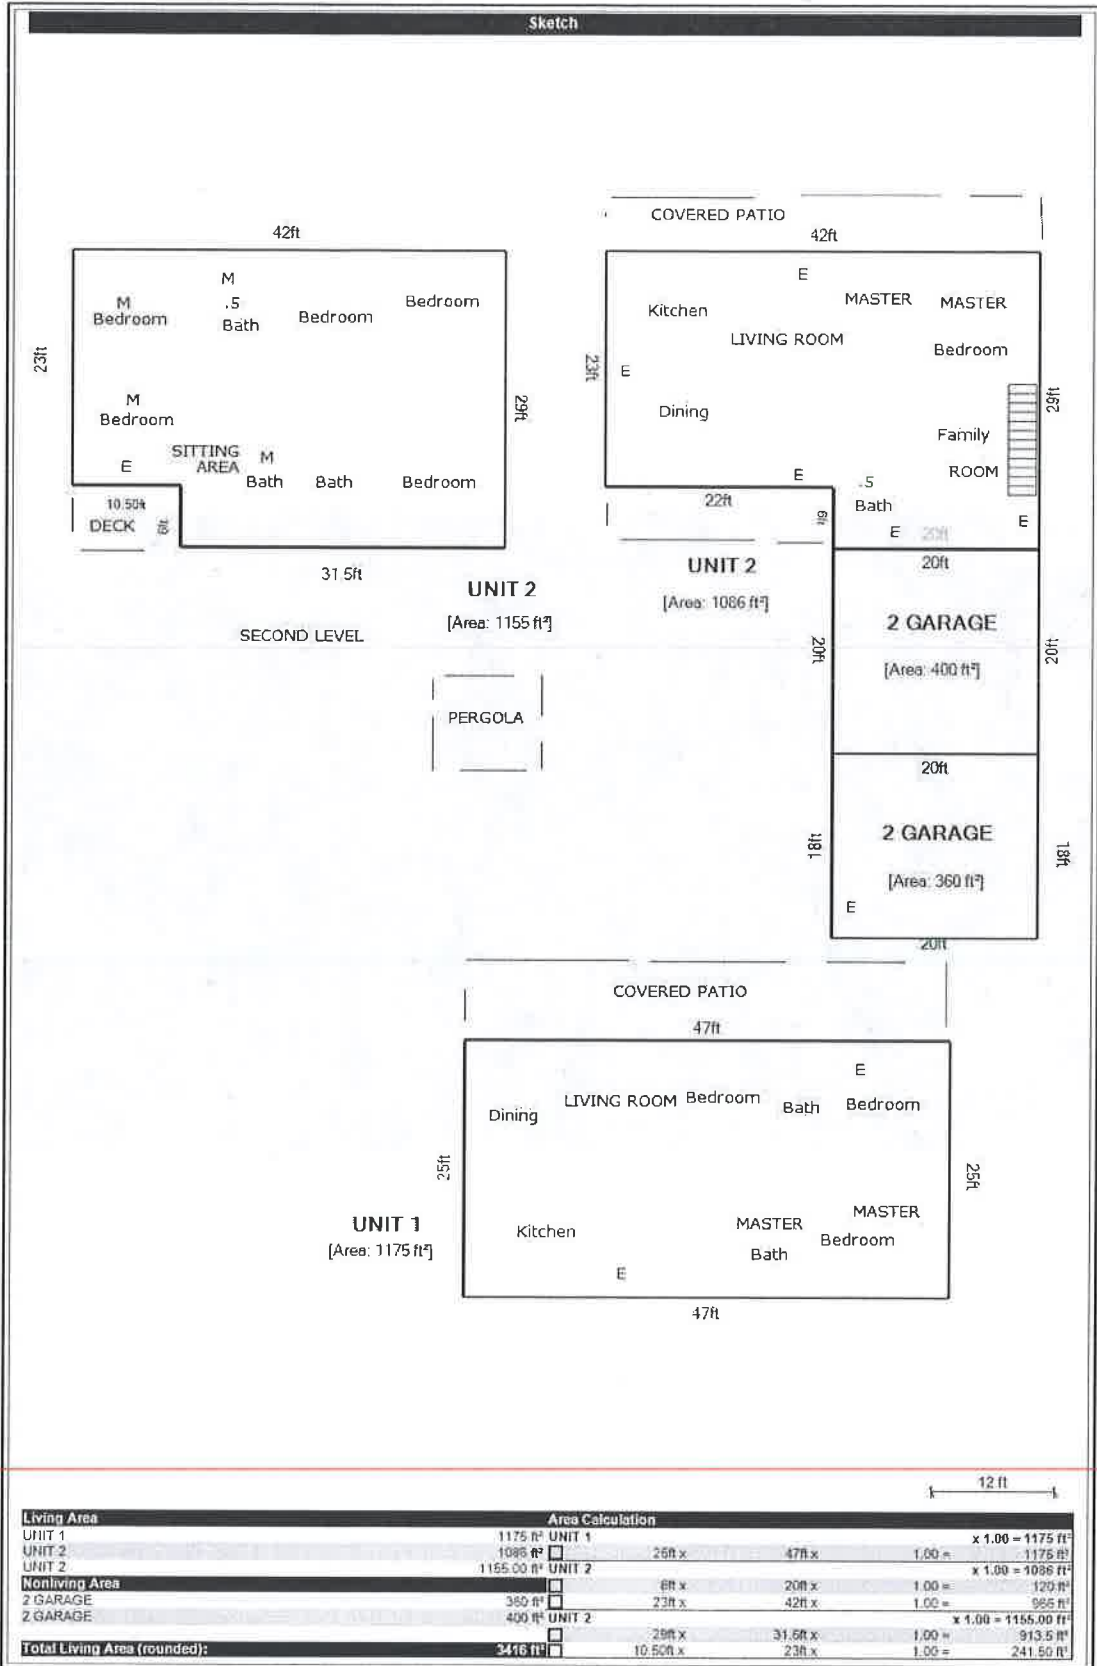 Sketch
COVERED PATIO
42ft
42ft
M
Bedroom
M
.5
Bath
Bedroom
Bedroom
23ft
M
Bedroom
SITTING
AREA
E
M
Bath
Bath
Bedroom
29ft
10.50ft
DECK
6ft
31.5ft
SECOND LEVEL
UNIT 2
[Area: 1155 ft²]
E
Kitchen
LIVING ROOM
MASTER
MASTER
Bedroom
23ft
E
Dining
29ft
Family
ROOM
E
.5
Bath
E
E
22ft
6ft
20ft
20ft
UNIT 2
[Area: 1086 ft²]
2 GARAGE
[Area: 400 ft²]
20ft
20ft
PERGOLA
20ft
2 GARAGE
[Area: 360 ft²]
18ft
18ft
E
20ft
COVERED PATIO
47ft
E
Dining
LIVING ROOM
Bedroom
Bath
Bedroom
25ft
25ft
UNIT 1
[Area: 1175 ft²]
Kitchen
MASTER
Bath
MASTER
Bedroom
E
47ft
12 ft
Living Area Area Calculation
UNIT 1 1175 ft² UNIT 1 x 1.00 = 1175 ft²
UNIT 2 1086 ft² 25ft x 47ft x 1.00 = 1175 ft²
UNIT 2 1155.00 ft² UNIT 2 x 1.00 = 1086 ft²
Nonliving Area 6ft x 20ft x 1.00 = 120 ft²
2 GARAGE 360 ft² 23ft x 42ft x 1.00 = 966 ft²
2 GARAGE 400 ft² UNIT 2 x 1.00 = 1155.00 ft²
29ft x 31.5ft x 1.00 = 913.5 ft²
Total Living Area (rounded): 3416 ft² 10.50ft x 23ft x 1.00 = 241.50 ft²